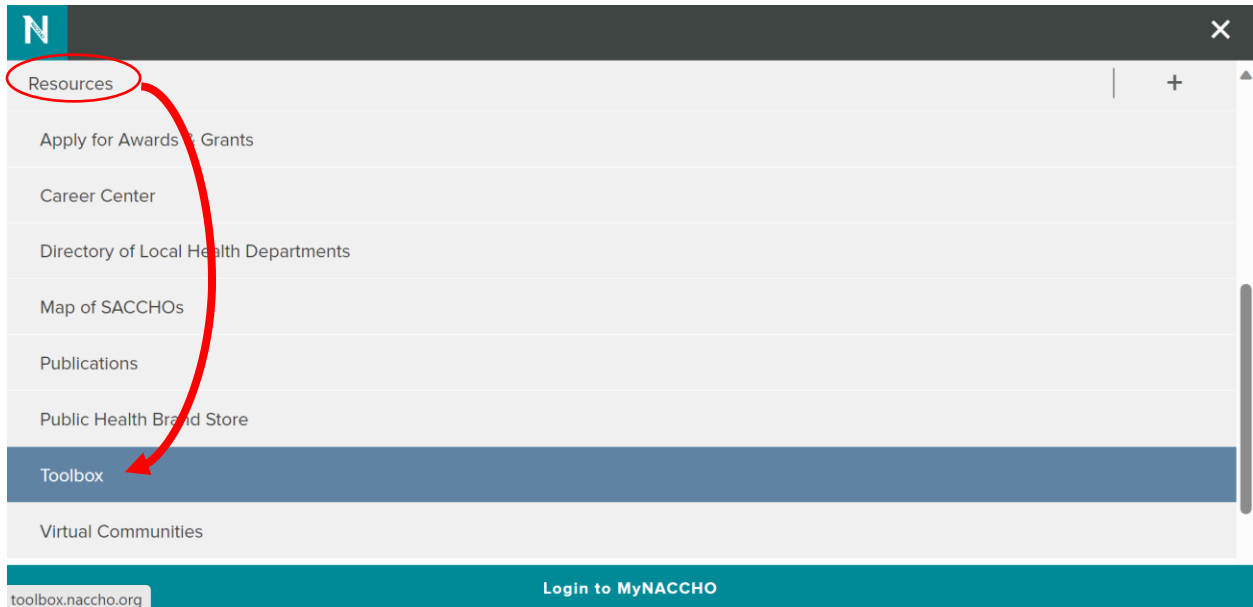 N
Resources
Apply for Awards & Grants
Career Center
Directory of Local Health Departments
Map of SACCHOs
Publications
Public Health Brand Store
Toolbox
Virtual Communities
Login to MyNACCHO
toolbox.naccho.org